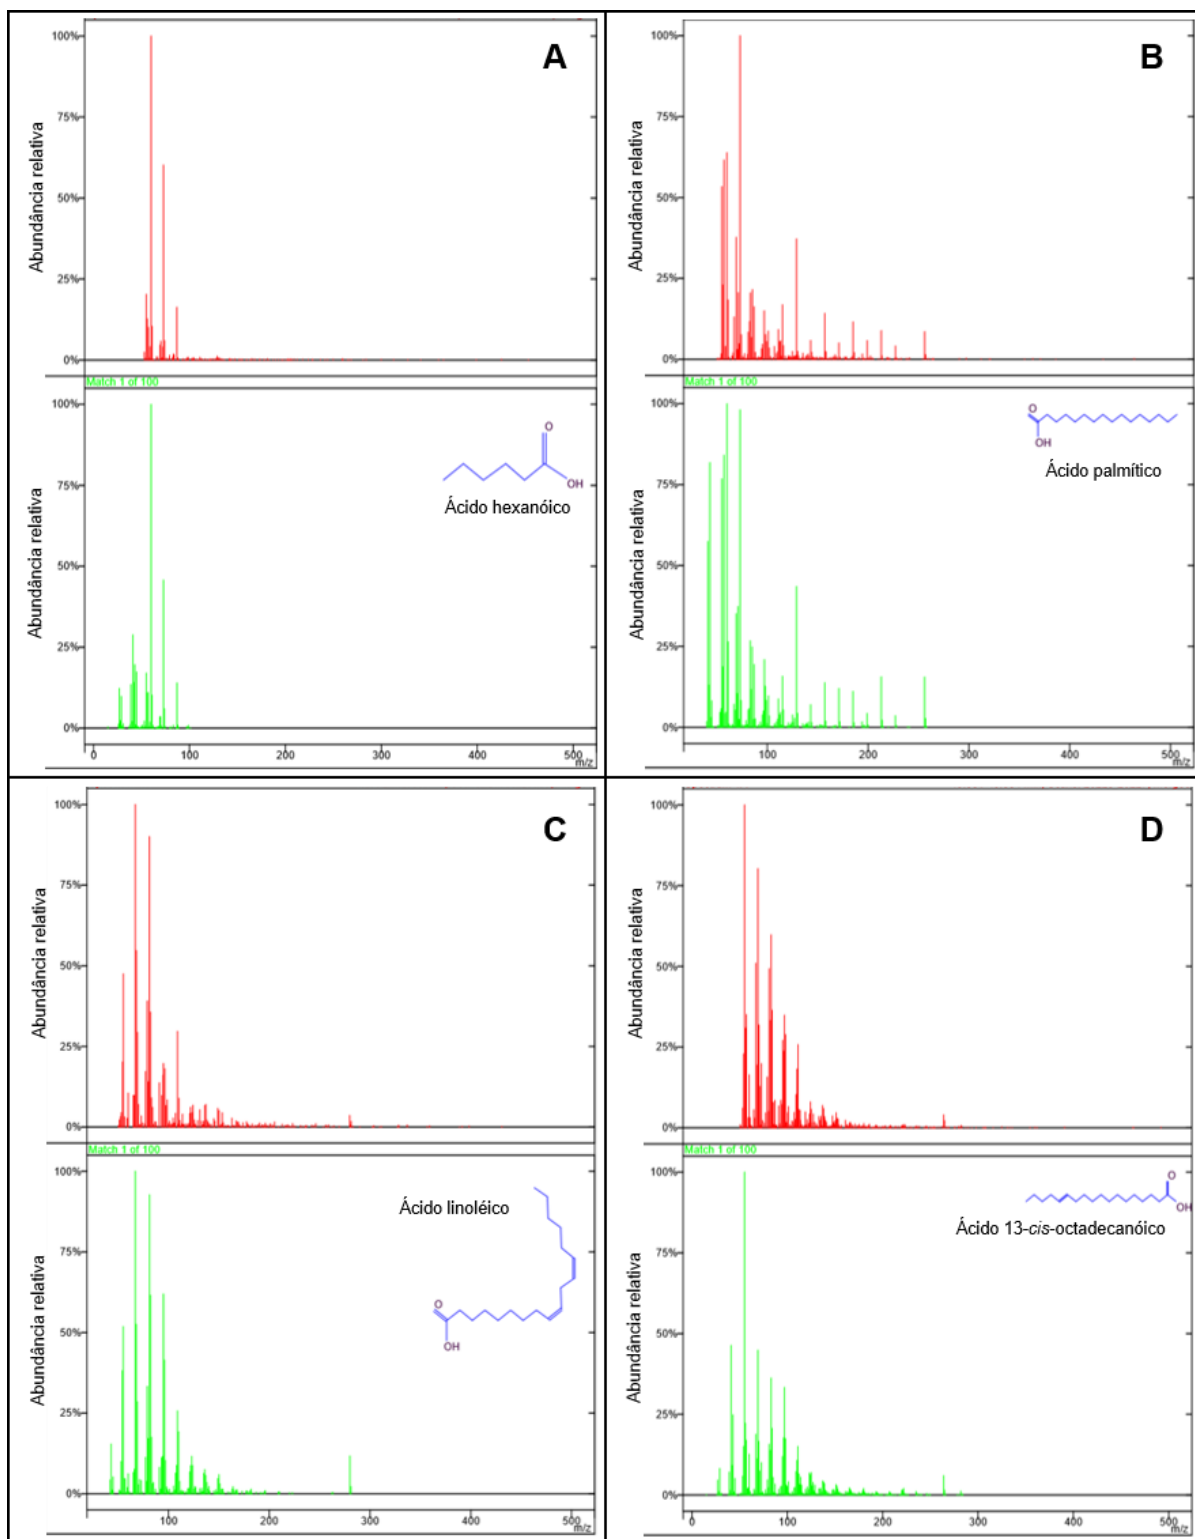 A
Abundância relativa
100%
75%
50%
25%
0%
Match 1 of 100
Abundância relativa
100%
75%
50%
25%
0%
O
OH
Ácido hexanóico
0 100 200 300 400 500
m/z
B
Abundância relativa
100%
75%
50%
25%
0%
Match 1 of 100
Abundância relativa
100%
75%
50%
25%
0%
O
OH
Ácido palmítico
100 200 300 400 500
m/z
C
Abundância relativa
100%
75%
50%
25%
0%
Match 1 of 100
Abundância relativa
100%
75%
50%
25%
0%
Ácido linoléico
O
OH
100 200 300 400 500
m/z
D
Abundância relativa
100%
75%
50%
25%
0%
Match 1 of 100
Abundância relativa
100%
75%
50%
25%
0%
O
OH
Ácido 13-cis-octadecanóico
0 100 200 300 400 500
m/z